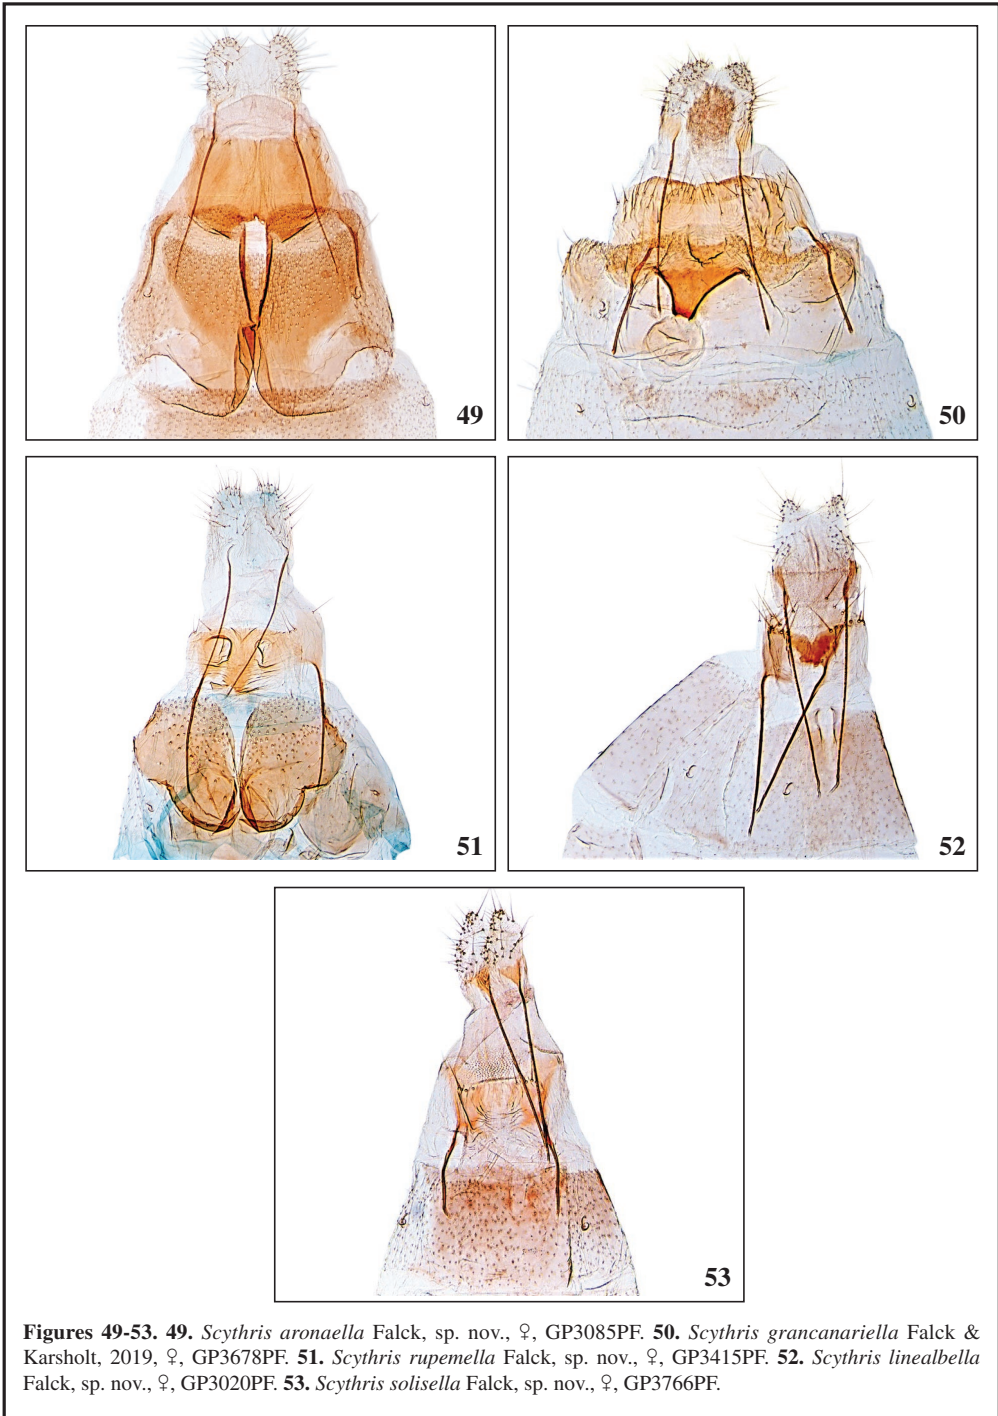 49
50
51
52
53
Figures 49-53. 49. Scythris aronaella Falck, sp. nov., ♀, GP3085PF. 50. Scythris grancanariella Falck &
Karsholt, 2019, ♀, GP3678PF. 51. Scythris rupemella Falck, sp. nov., ♀, GP3415PF. 52. Scythris linealbella
Falck, sp. nov., ♀, GP3020PF. 53. Scythris solisella Falck, sp. nov., ♀, GP3766PF.